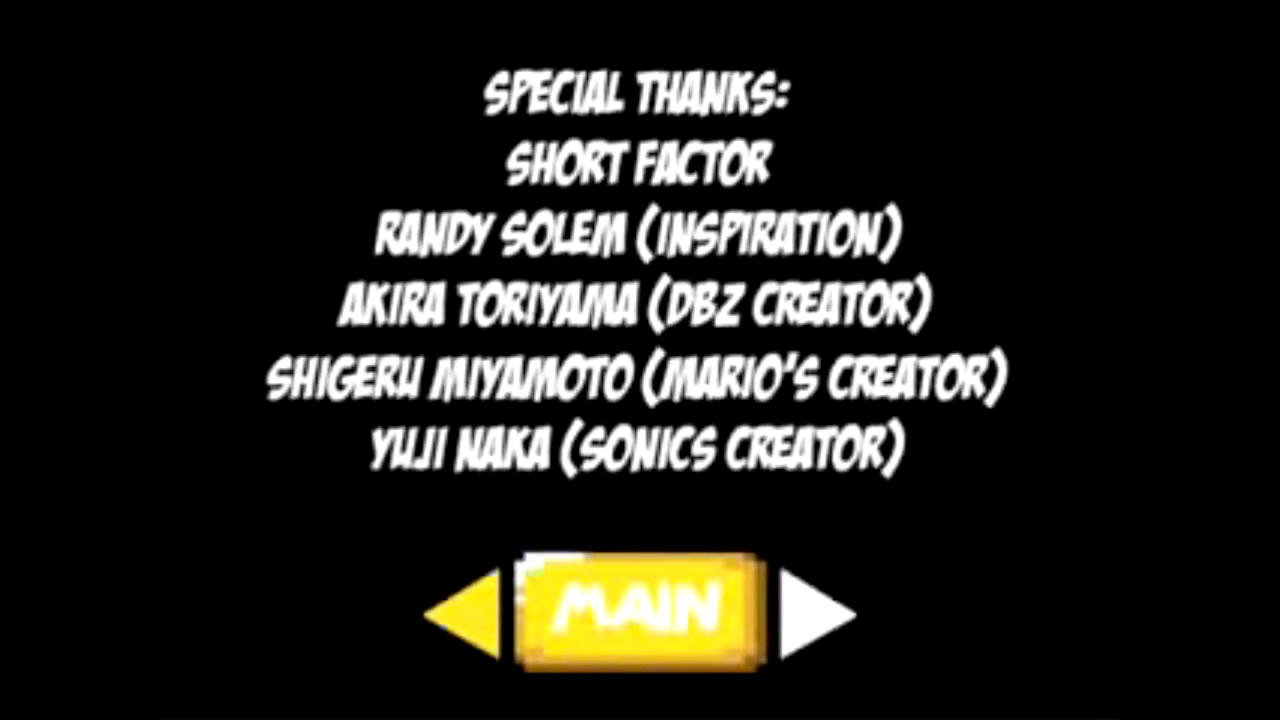 SPECIAL THANKS:
SHORT FACTOR
RANDY SOLEM (INSPIRATION)
AKIRA TORIYAMA (DBZ CREATOR)
SHIGERU MIYAMOTO (MARIO'S CREATOR)
YUJI NAKA (SONICS CREATOR)
MAIN